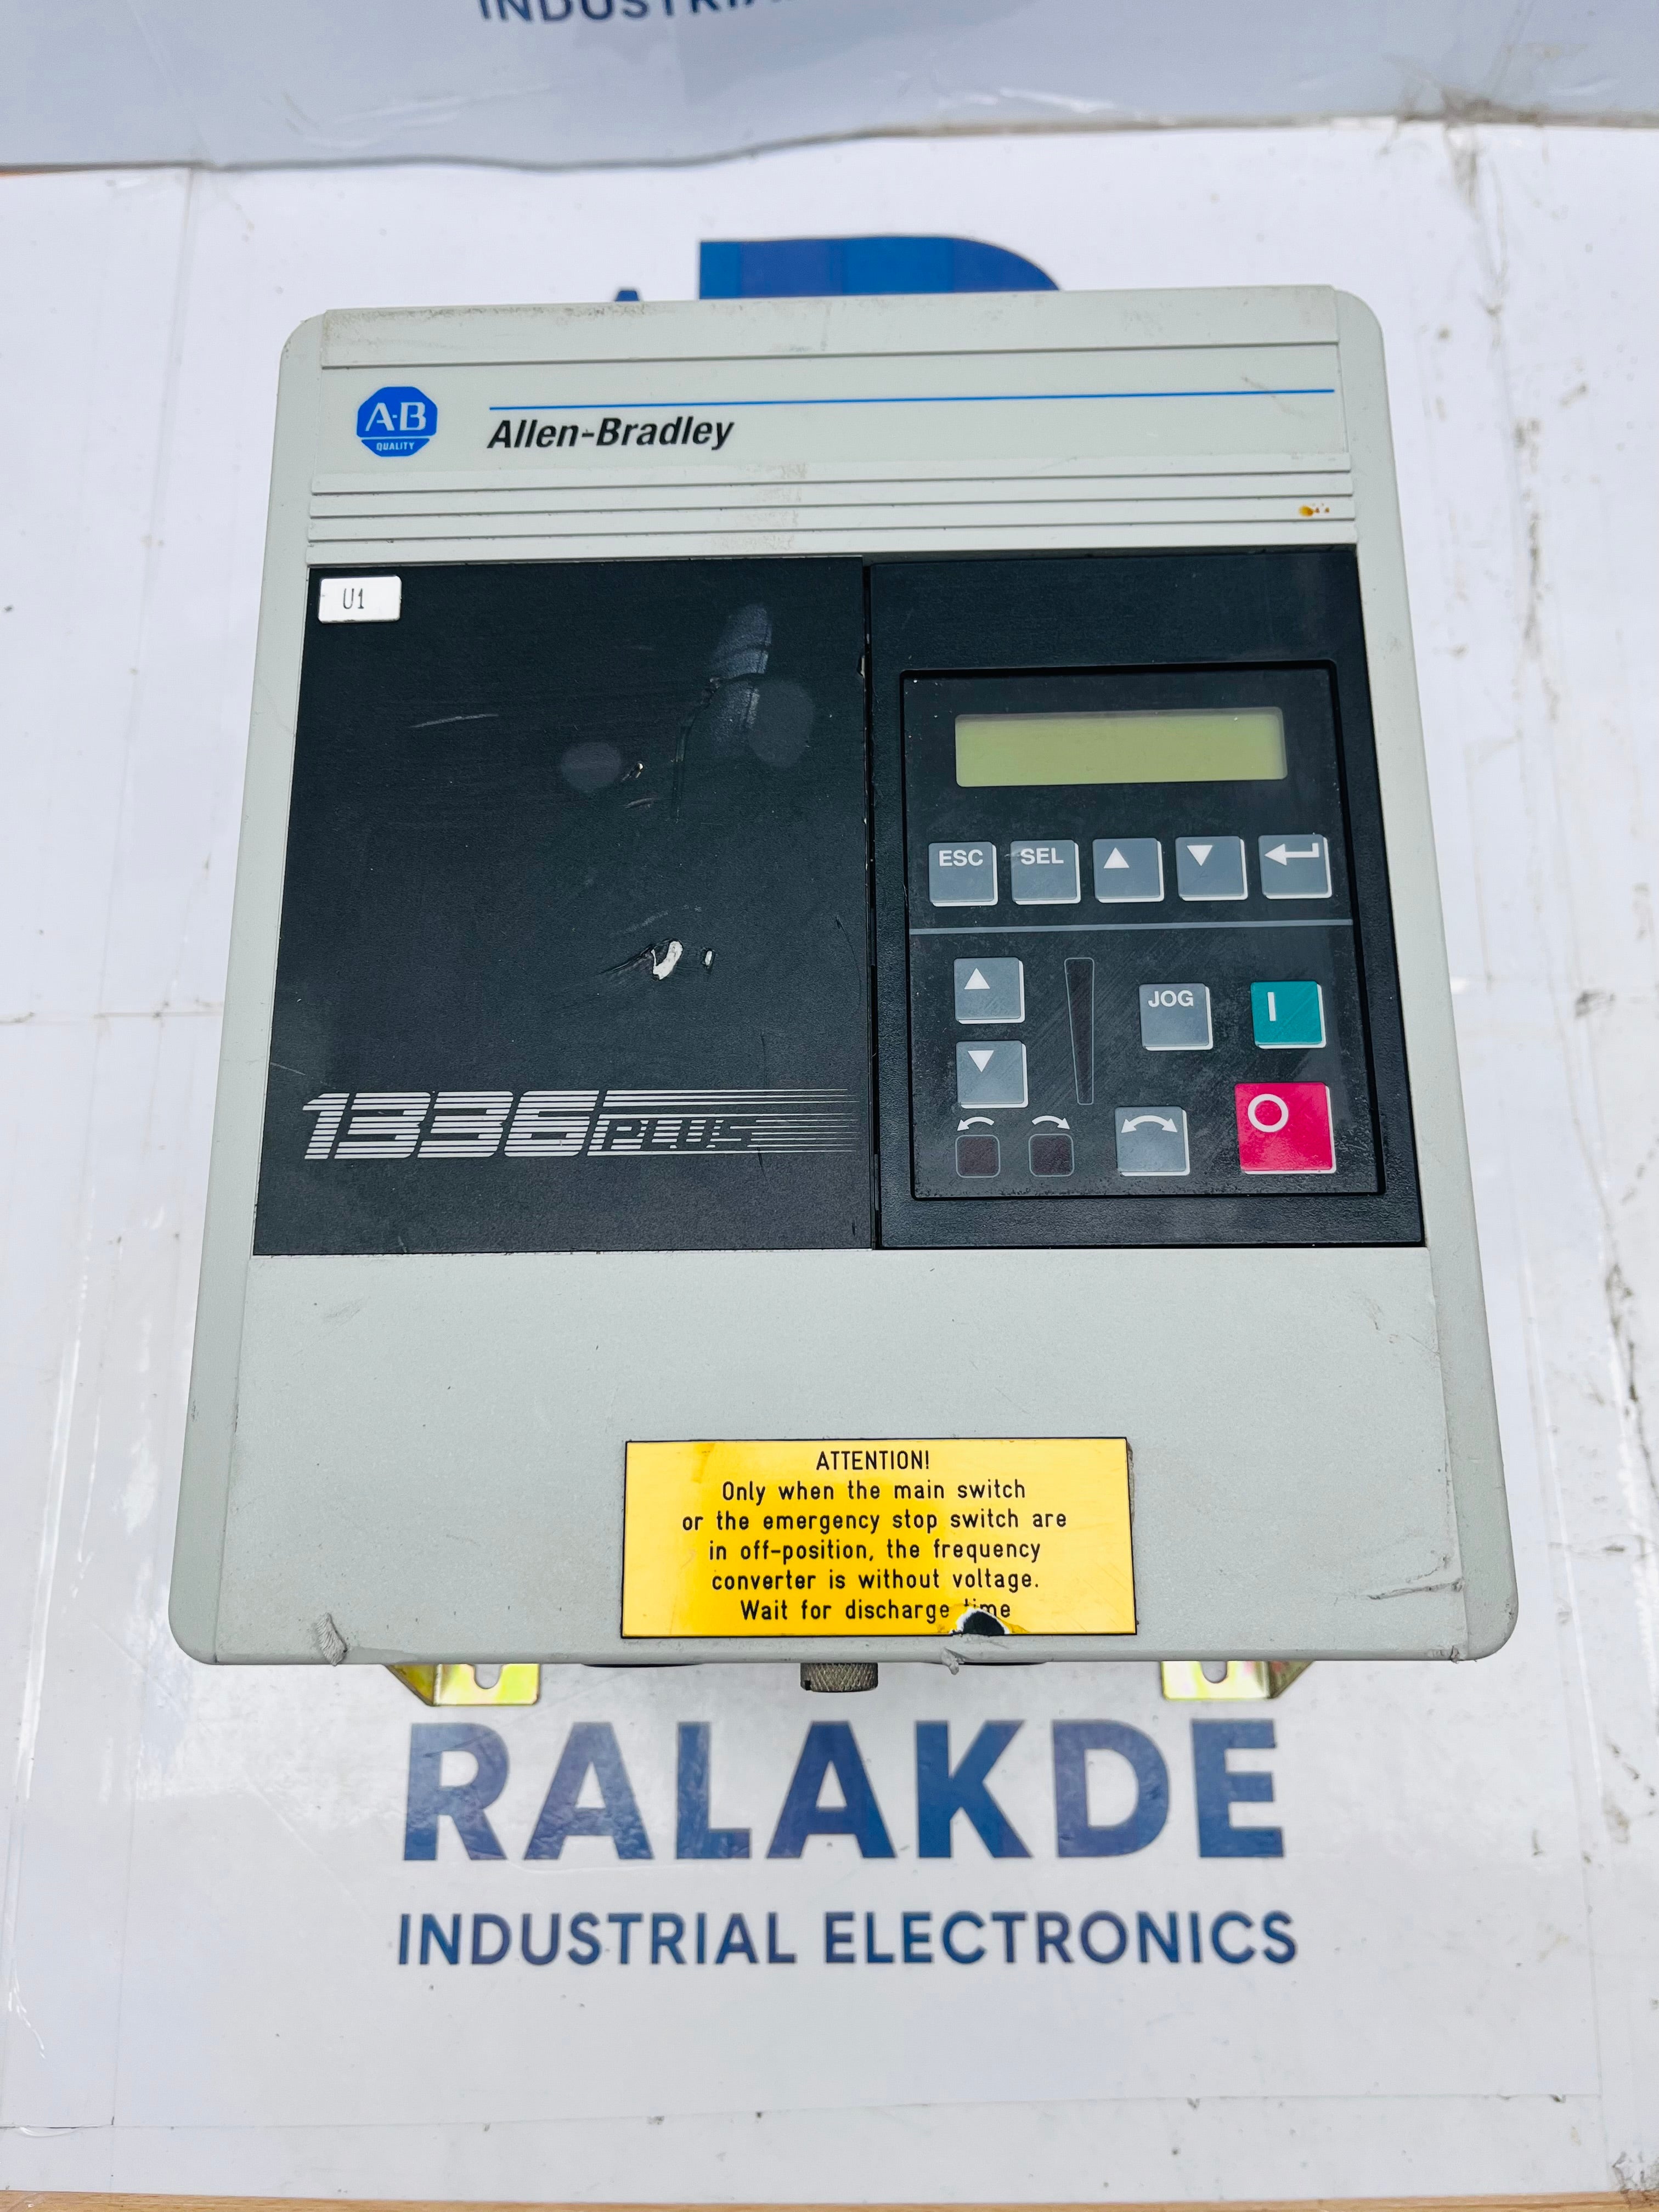 INDUSTRIA
A-B
QUALITY
Allen-Bradley
U1
ESC
SEL
JOG
1336 PLUS
ATTENTION!
Only when the main switch
or the emergency stop switch are
in off-position, the frequency
converter is without voltage.
Wait for discharge time
RALAKDE
INDUSTRIAL ELECTRONICS